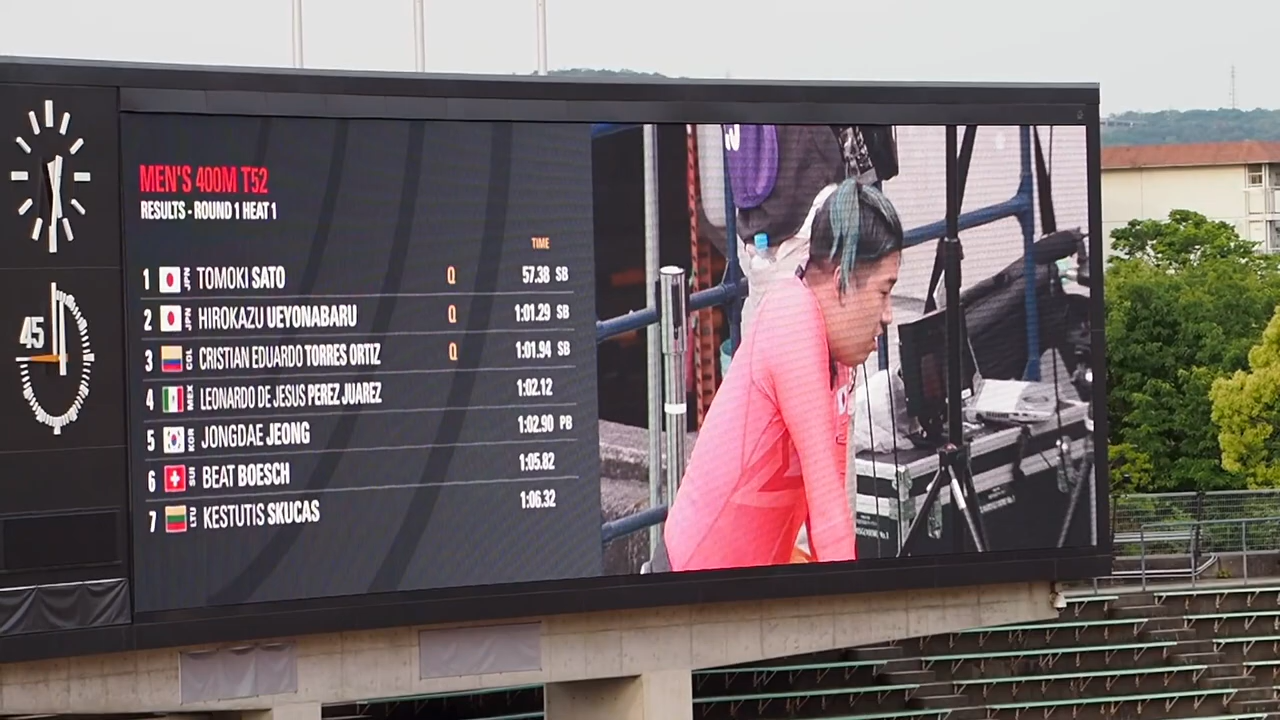 MEN'S 400M T52
RESULTS - ROUND 1 HEAT 1
TIME
1 JPN TOMOKI SATO Q 57.38 SB
2 JPN HIROKAZU UEYONABARU Q 1:01.29 SB
3 COL CRISTIAN EDUARDO TORRES ORTIZ Q 1:01.94 SB
4 MEX LEONARDO DE JESUS PEREZ JUAREZ 1:02.12
5 KOR JONGDAE JEONG 1:02.90 PB
6 SUI BEAT BOESCH 1:05.82
7 LTU KESTUTIS SKUCAS 1:06.32
45